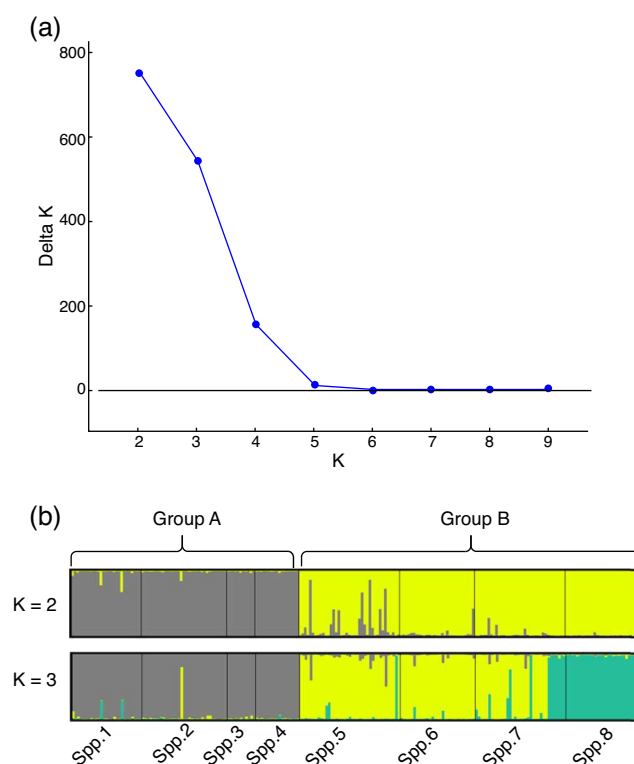 (a)
800
600
400
200
0
Delta K
2 3 4 5 6 7 8 9
K
(b)
Group A Group B
K = 2
K = 3
Spp.1 Spp.2 Spp.3 Spp.4 Spp.5 Spp.6 Spp.7 Spp.8